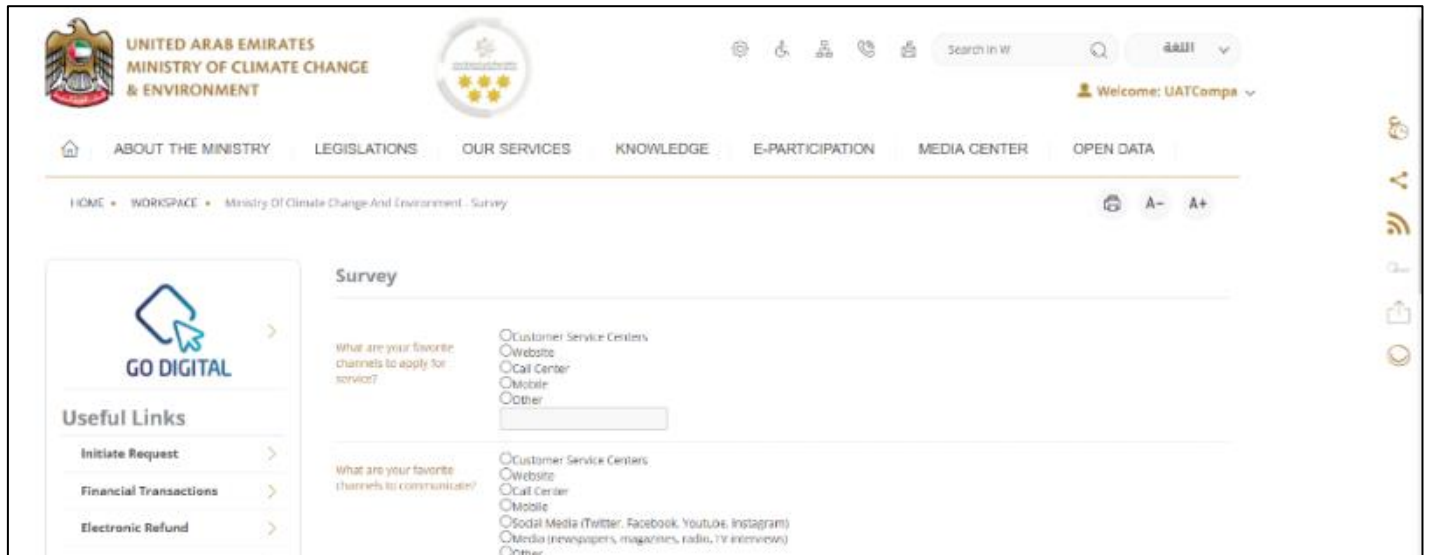 UNITED ARAB EMIRATES
MINISTRY OF CLIMATE CHANGE
& ENVIRONMENT
Search in W
اللغة
Welcome: UATCompa
ABOUT THE MINISTRY LEGISLATIONS OUR SERVICES KNOWLEDGE E-PARTICIPATION MEDIA CENTER OPEN DATA
HOME • WORKSPACE • Ministry Of Climate Change And Environment - Survey
A- A+
GO DIGITAL
Useful Links
Initiate Request
Financial Transactions
Electronic Refund
Survey
What are your favorite
channels to apply for
service?
Customer Service Centers
Website
Call Center
Mobile
Other
What are your favorite
channels to communicate?
Customer Service Centers
Website
Call Center
Mobile
Social Media (Twitter, Facebook, Youtube, Instagram)
Media (newspapers, magazines, radio, TV interviews)
Other